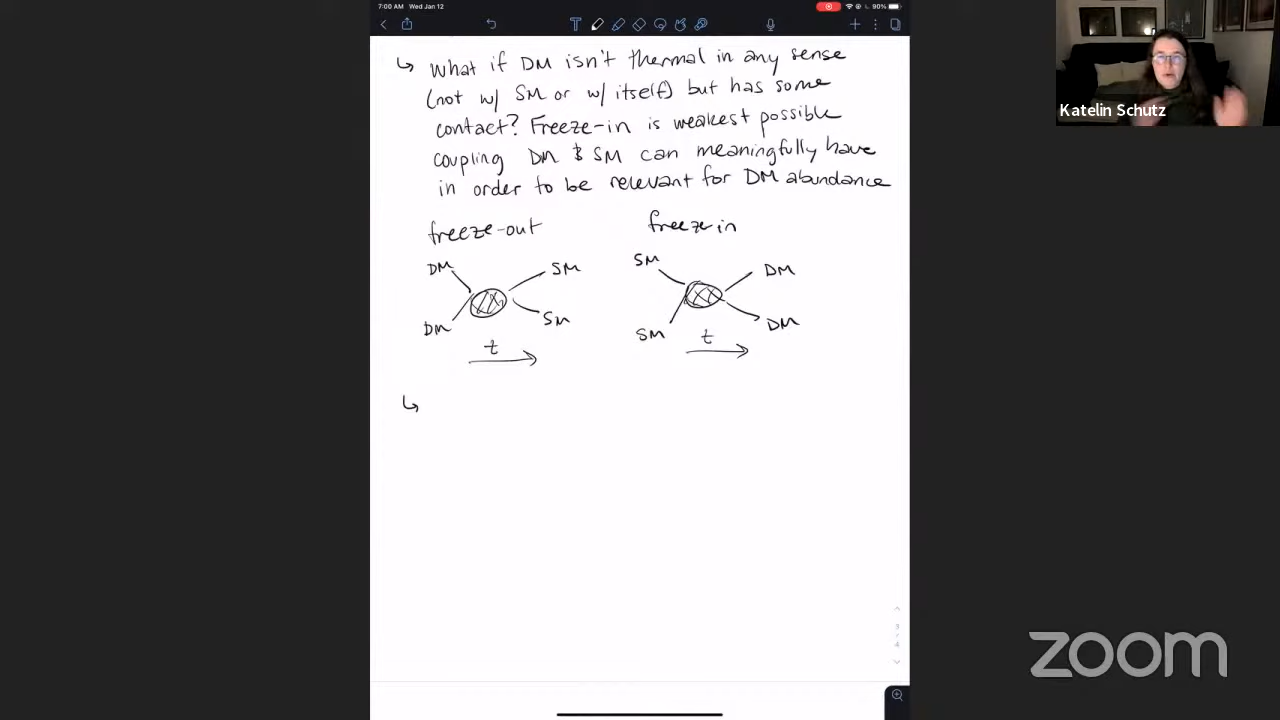 7:00 AM Wed Jan 12
90%
↳ What if DM isn't thermal in any sense
(not w/ SM or w/ itself) but has some
contact? Freeze-in is weakest possible
coupling DM & SM can meaningfully have
in order to be relevant for DM abundance
freeze-out
freeze in
DM SM
DM SM
t
SM DM
SM DM
t
↳
Katelin Schutz
3/4
zoom